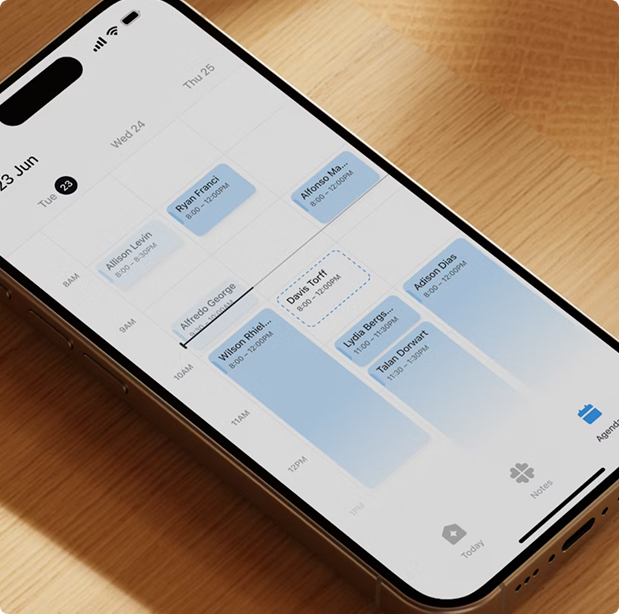 23 Jun
Tue 23
Wed 24
Thu 25
8AM
9AM
10AM
11AM
12PM
1PM
Allison Levin
8:00 – 8:30PM
Alfredo George
Wilson Rhiel...
8:00 – 12:00PM
Ryan Franci
8:00 – 12:00PM
Davis Torff
8:00 – 12:00PM
Lydia Bergs...
11:00 – 11:30PM
Talan Dorwart
11:30 – 1:30PM
Alfonso Ma...
8:00 – 12:00PM
Adison Dias
8:00 – 12:00PM
Today
Notes